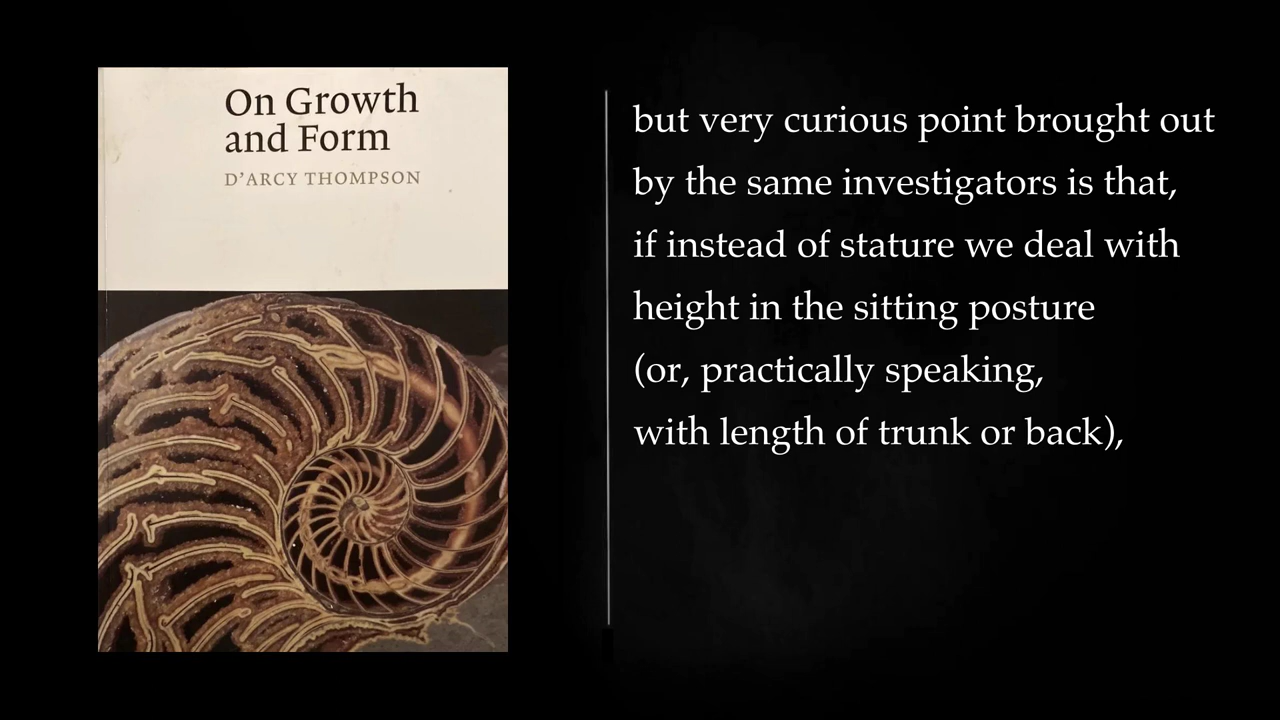 On Growth
and Form
D'ARCY THOMPSON
but very curious point brought out
by the same investigators is that,
if instead of stature we deal with
height in the sitting posture
(or, practically speaking,
with length of trunk or back),